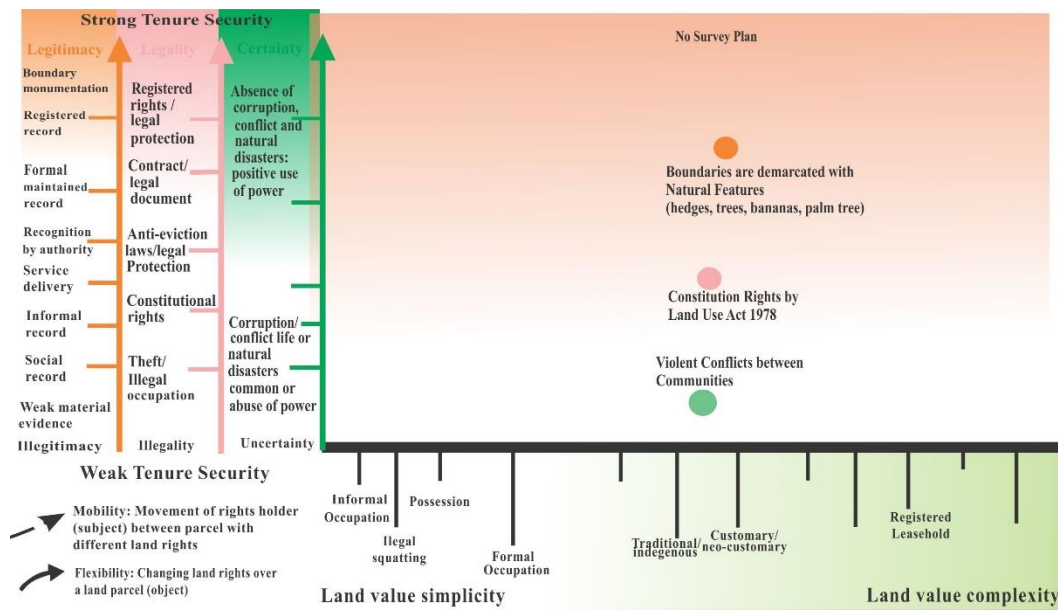 Strong Tenure Security
Legitimacy
Legality
Certainty
Boundary
monumentation
Registered
record
Formal
maintained
record
Recognition
by authority
Service
delivery
Informal
record
Social
record
Weak material
evidence
Illegitimacy
Registered
rights /
legal
protection
Contract/
legal
document
Anti-eviction
laws/legal
Protection
Constitutional
rights
Theft/
Illegal
occupation
Illegality
Absence of
corruption,
conflict and
natural
disasters:
positive use
of power
Corruption/
conflict life or
natural
disasters
common or
abuse of power
Uncertainty
Weak Tenure Security
No Survey Plan
Boundaries are demarcated with
Natural Features
(hedges, trees, bananas, palm tree)
Constitution Rights by
Land Use Act 1978
Violent Conflicts between
Communities
Informal
Occupation
Ilegal
squatting
Possession
Formal
Occupation
Traditional/
indegenous
Customary/
neo-customary
Registered
Leasehold
Land value simplicity
Land value complexity
Mobility: Movement of rights holder
(subject) between parcel with
different land rights
Flexibility: Changing land rights over
a land parcel (object)